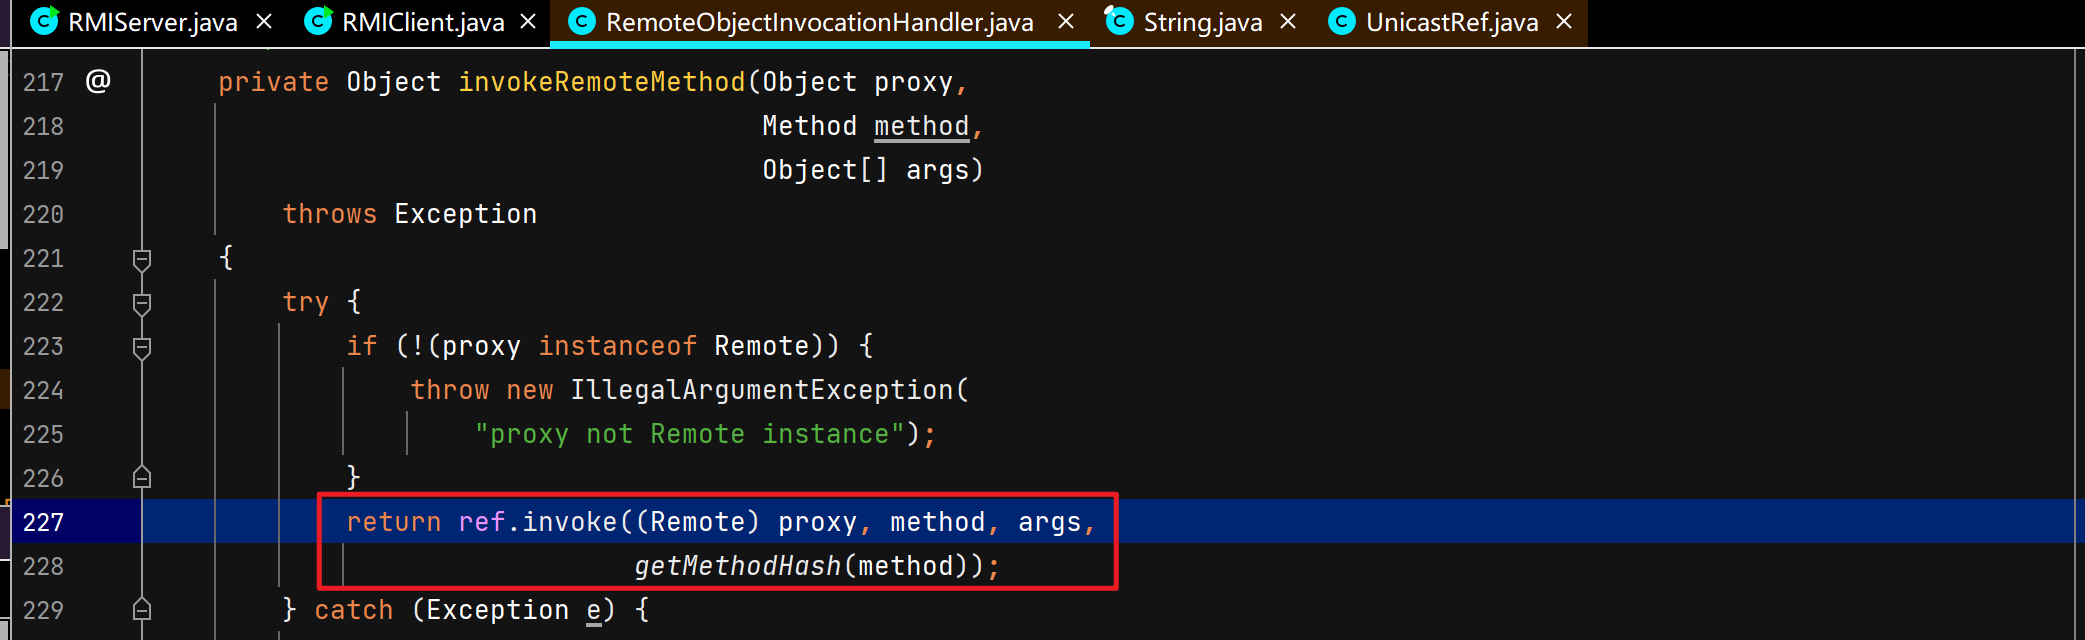 RMIServer.java RMIClient.java RemoteObjectInvocationHandler.java String.java UnicastRef.java
217 @ private Object invokeRemoteMethod(Object proxy,
218 Method method,
219 Object[] args)
220 throws Exception
221 {
222 try {
223 if (!(proxy instanceof Remote)) {
224 throw new IllegalArgumentException(
225 "proxy not Remote instance");
226 }
227 return ref.invoke((Remote) proxy, method, args,
228 getMethodHash(method));
229 } catch (Exception e) {